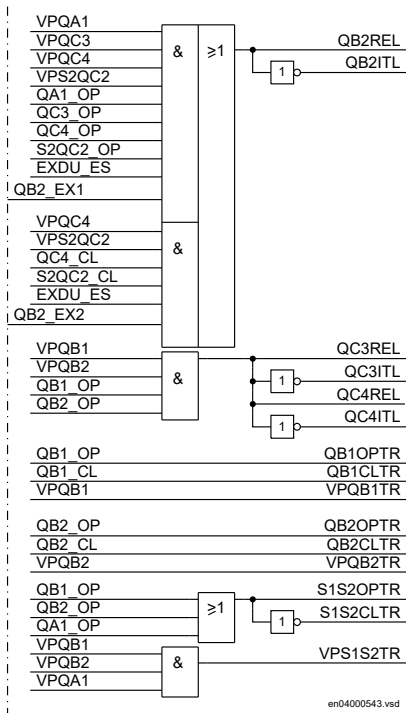 VPQA1
VPQC3
VPQC4
VPS2QC2
QA1_OP
QC3_OP
QC4_OP
S2QC2_OP
EXDU_ES
QB2_EX1
& ≥1 QB2REL
1 QB2ITL
VPQC4
VPS2QC2
QC4_CL
S2QC2_CL
EXDU_ES
QB2_EX2
&
VPQB1
VPQB2
QB1_OP
QB2_OP
& QC3REL
1 QC3ITL
QC4REL
1 QC4ITL
QB1_OP QB1OPTR
QB1_CL QB1CLTR
VPQB1 VPQB1TR
QB2_OP QB2OPTR
QB2_CL QB2CLTR
VPQB2 VPQB2TR
QB1_OP
QB2_OP
QA1_OP
≥1 S1S2OPTR
1 S1S2CLTR
VPQB1
VPQB2
VPQA1
& VPS1S2TR
en04000543.vsd